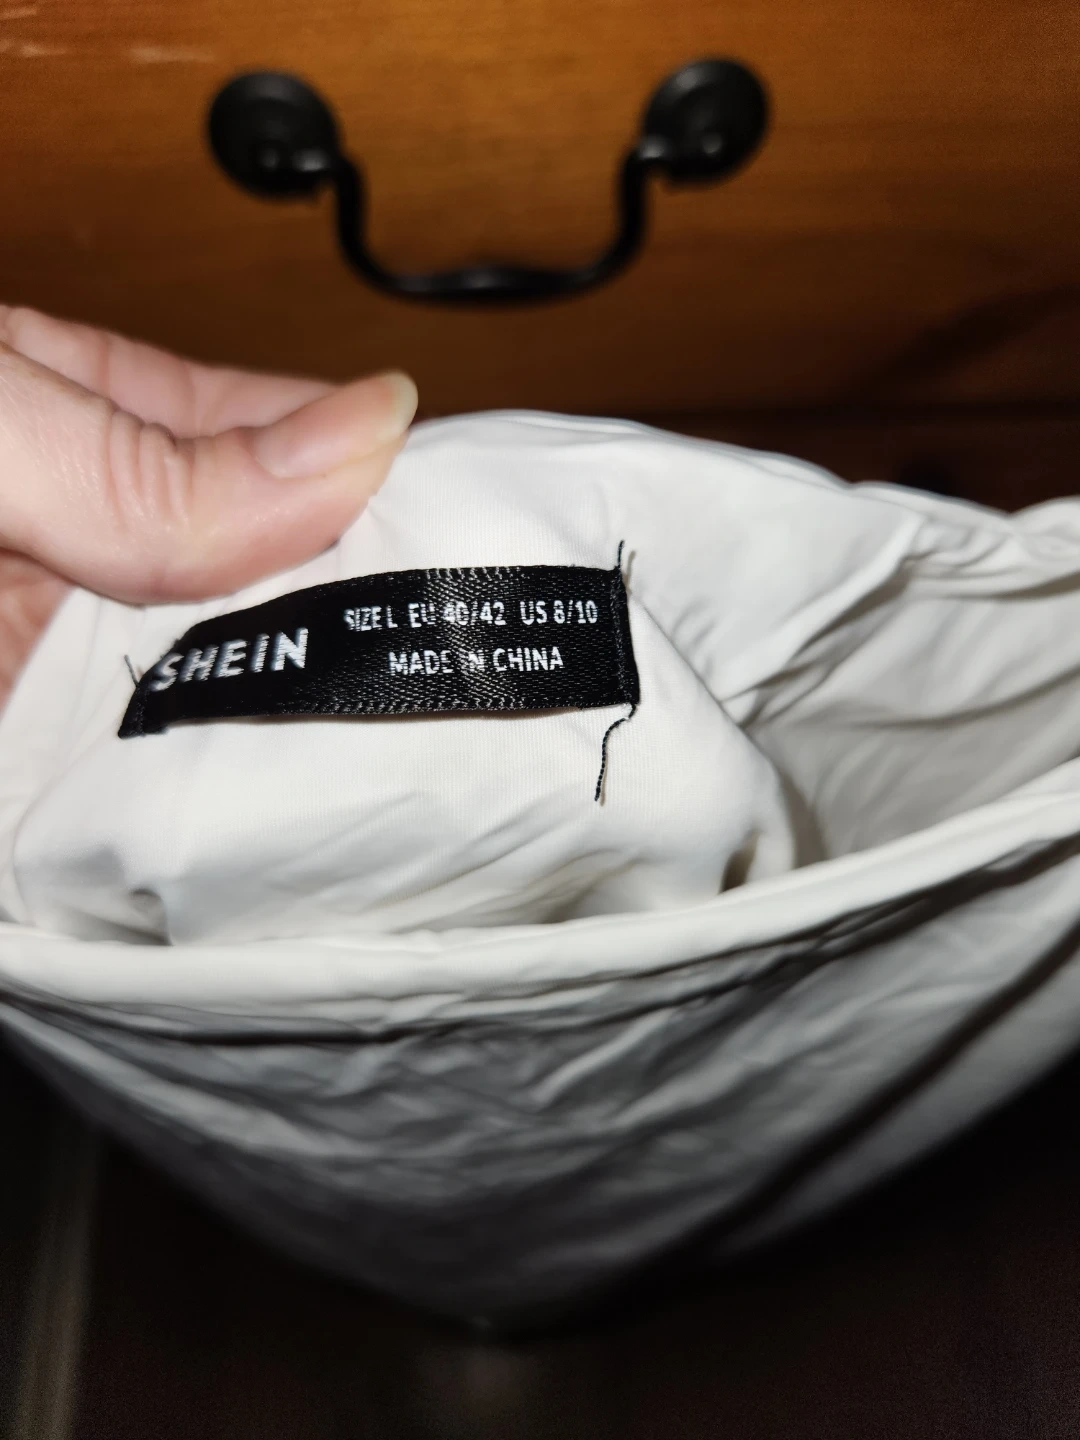 SHEIN
SIZE L EU 40/42 US 8/10
MADE IN CHINA